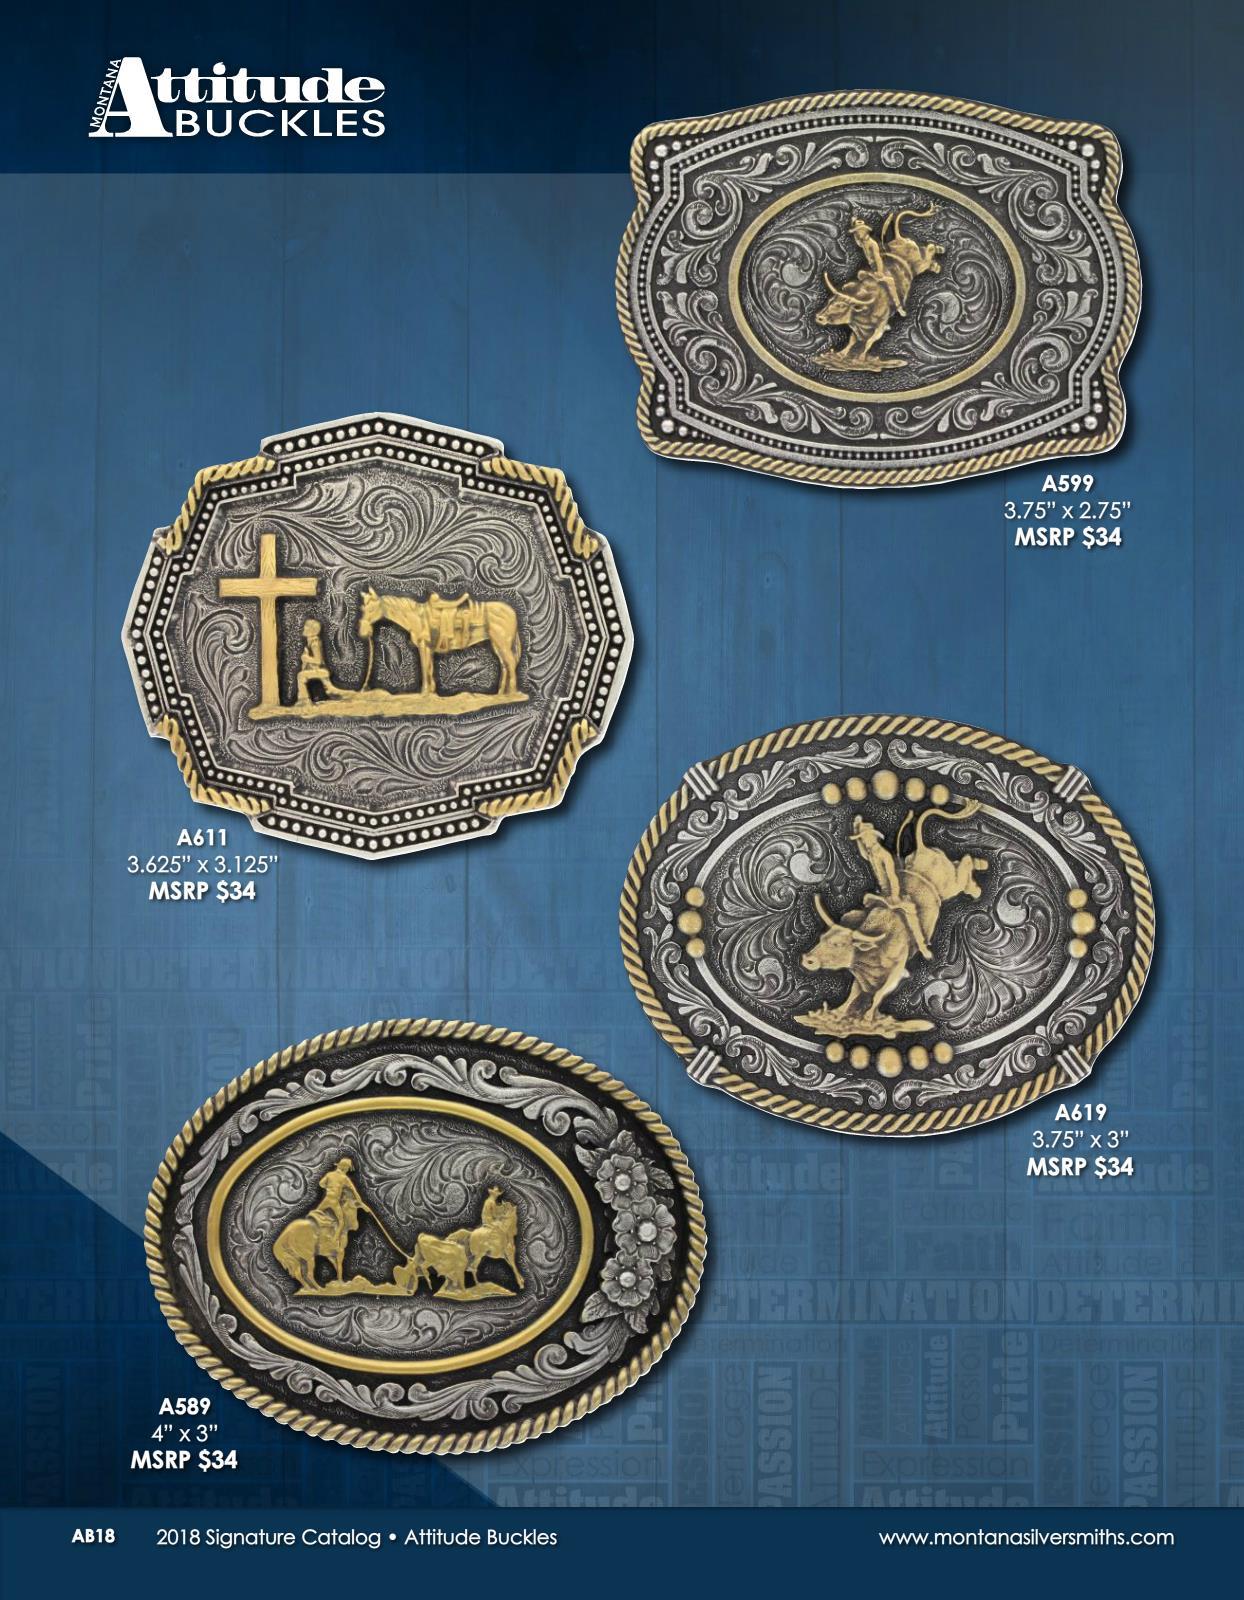 MONTANA
Attitude
BUCKLES
A599
3.75” x 2.75”
MSRP $34
A611
3.625” x 3.125”
MSRP $34
A619
3.75” x 3”
MSRP $34
A589
4” x 3”
MSRP $34
AB18 2018 Signature Catalog • Attitude Buckles www.montanasilversmiths.com